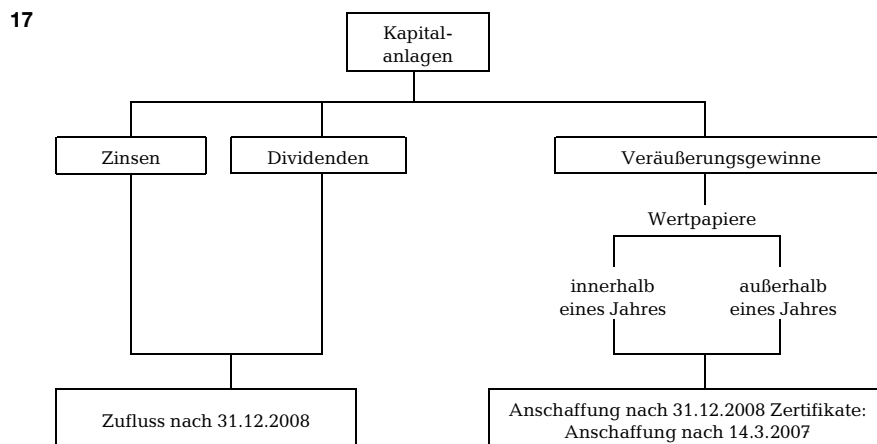 17
Kapital-
anlagen
Zinsen
Dividenden
Veräußerungsgewinne
Wertpapiere
innerhalb
eines Jahres
außerhalb
eines Jahres
Zufluss nach 31.12.2008
Anschaffung nach 31.12.2008 Zertifikate:
Anschaffung nach 14.3.2007